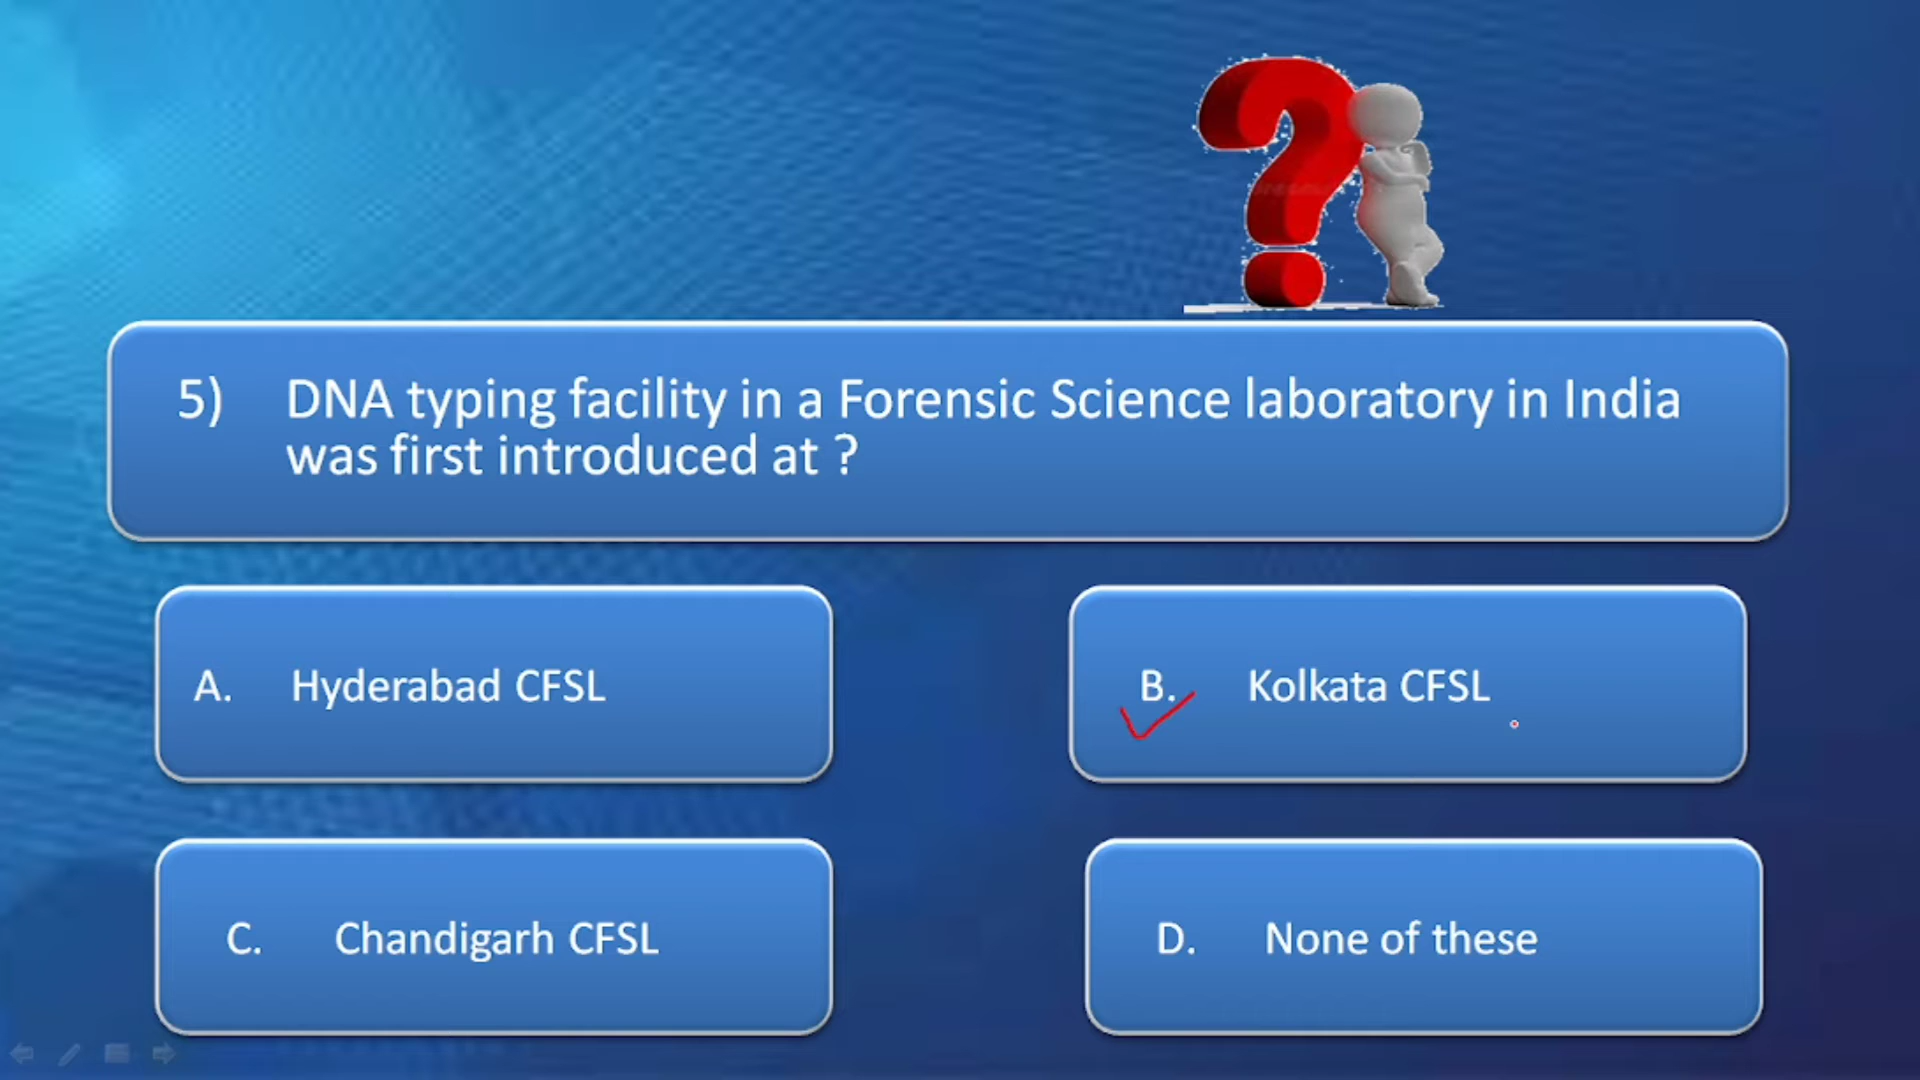 5) DNA typing facility in a Forensic Science laboratory in India
was first introduced at ?
A. Hyderabad CFSL
B. Kolkata CFSL
C. Chandigarh CFSL
D. None of these